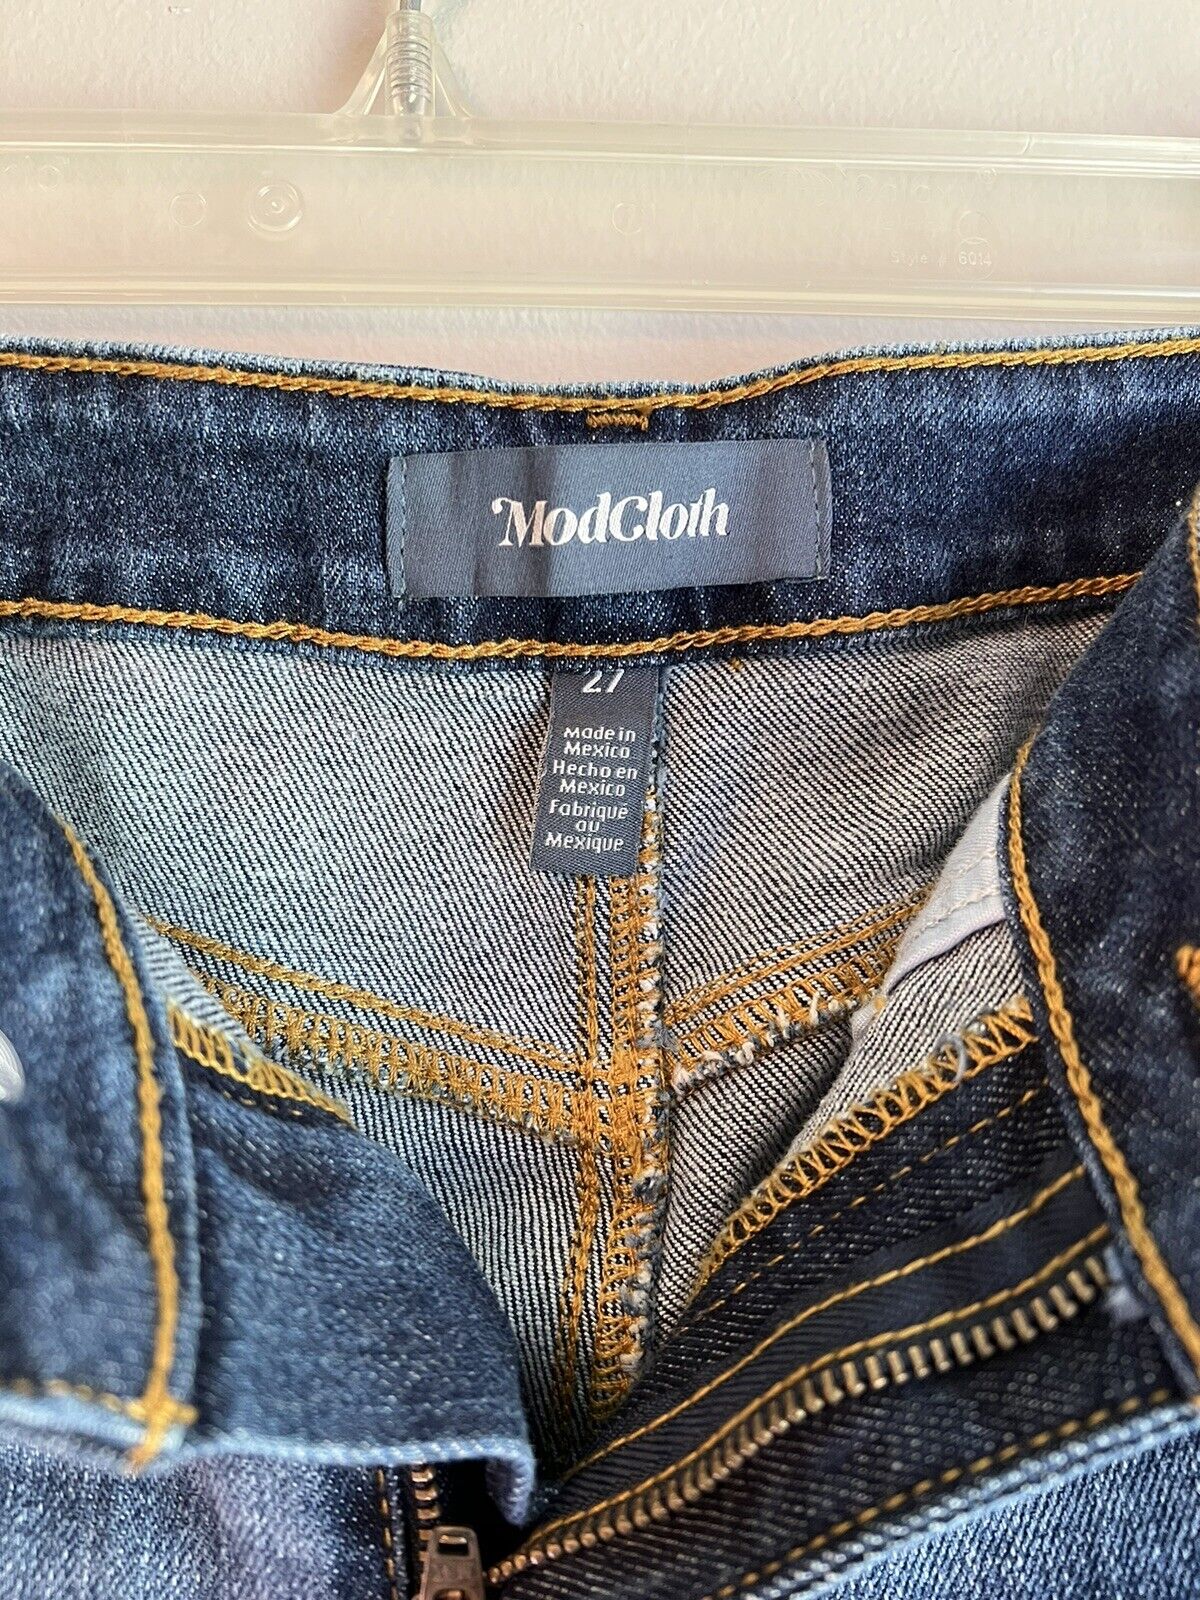 Style # 6014
ModCloth
27
Made in
Mexico
Hecho en
Mexico
Fabriqué
au
Mexique